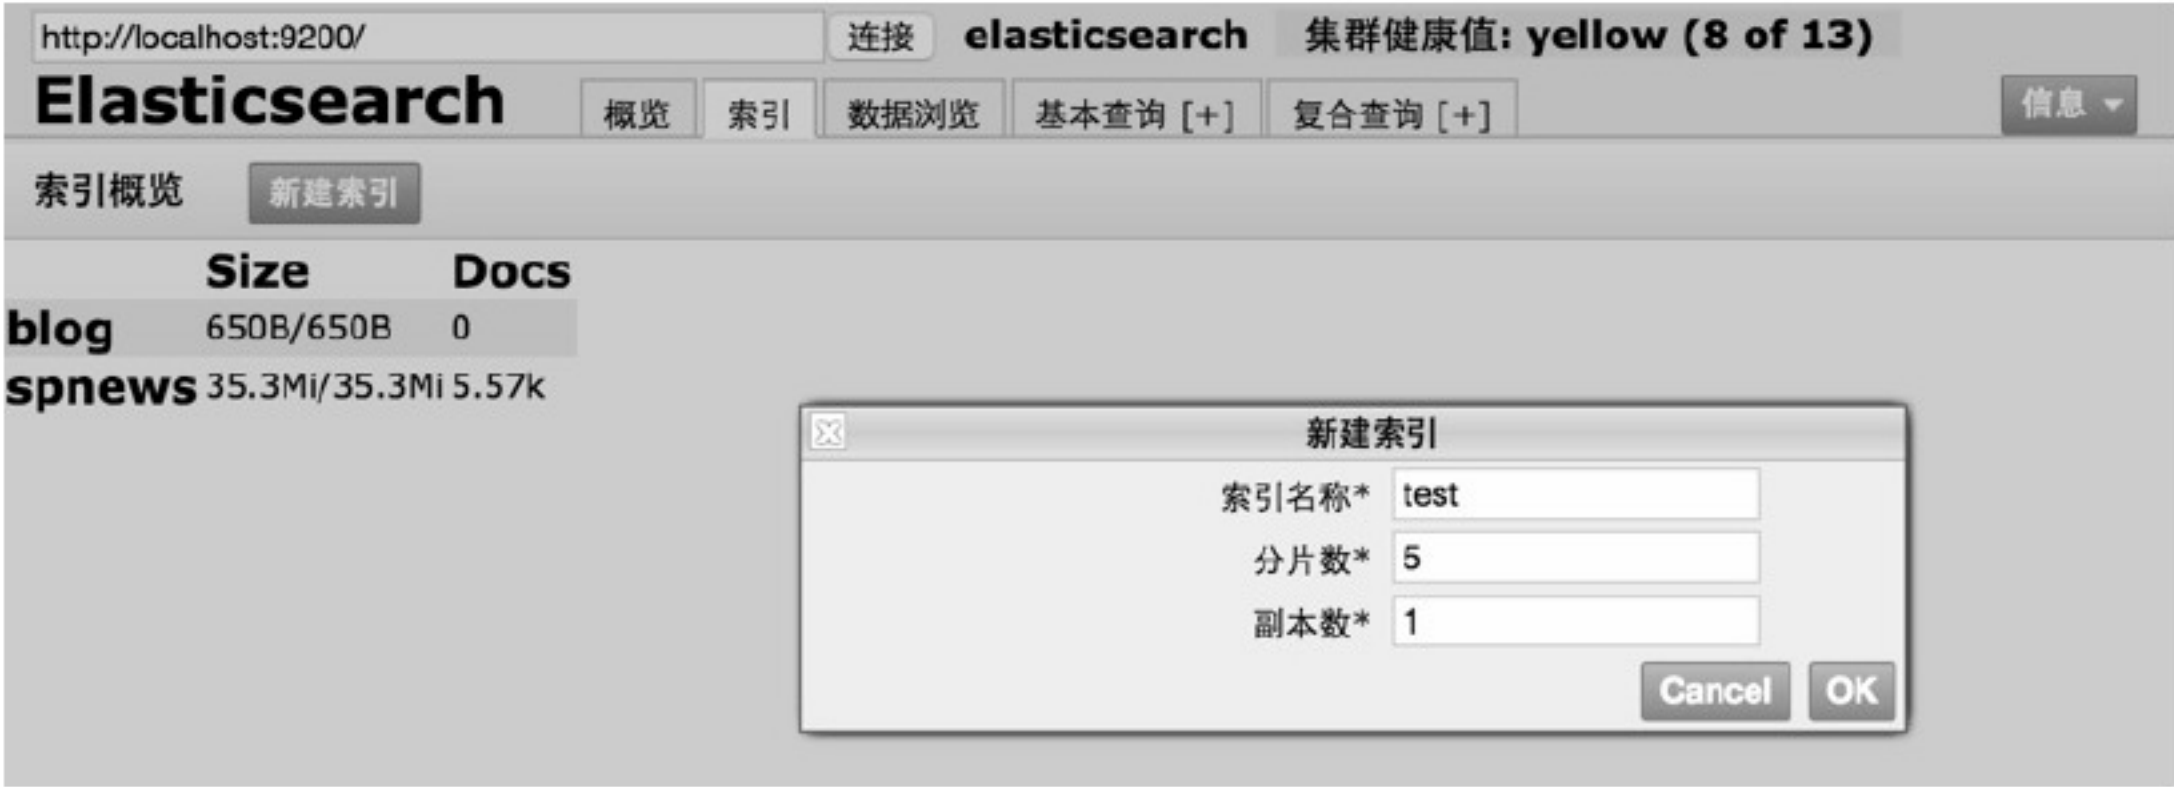 http://localhost:9200/ 连接 elasticsearch 集群健康值: yellow (8 of 13)
Elasticsearch 概览 索引 数据浏览 基本查询 [+] 复合查询 [+] 信息
索引概览 新建索引
Size Docs
blog 650B/650B 0
spnews 35.3Mi/35.3Mi 5.57k
新建索引
索引名称* test
分片数* 5
副本数* 1
Cancel OK